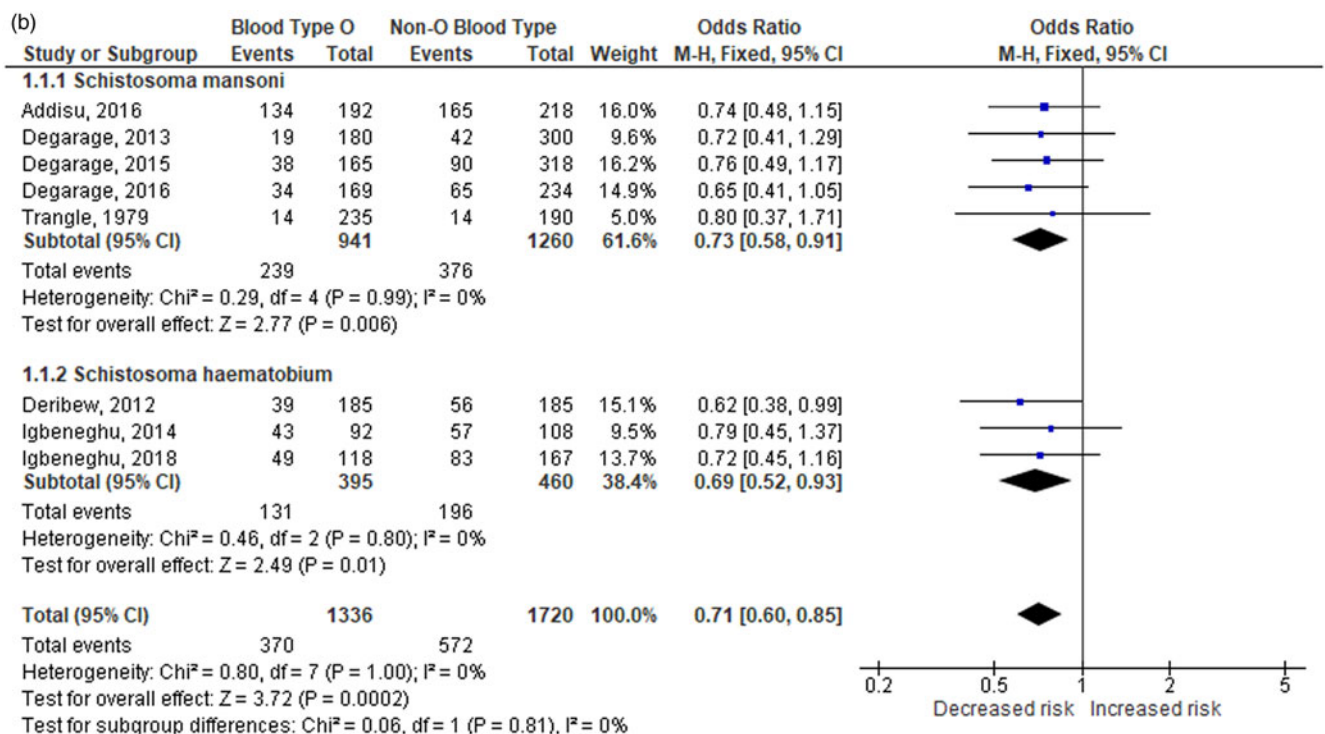 (b)
Blood Type O Non-O Blood Type Odds Ratio Odds Ratio
Study or Subgroup Events Total Events Total Weight M-H, Fixed, 95% CI M-H, Fixed, 95% CI
1.1.1 Schistosoma mansoni
Addisu, 2016 134 192 165 218 16.0% 0.74 [0.48, 1.15]
Degarage, 2013 19 180 42 300 9.6% 0.72 [0.41, 1.29]
Degarage, 2015 38 165 90 318 16.2% 0.76 [0.49, 1.17]
Degarage, 2016 34 169 65 234 14.9% 0.65 [0.41, 1.05]
Trangle, 1979 14 235 14 190 5.0% 0.80 [0.37, 1.71]
Subtotal (95% CI) 941 1260 61.6% 0.73 [0.58, 0.91]
Total events 239 376
Heterogeneity: Chi² = 0.29, df = 4 (P = 0.99); I² = 0%
Test for overall effect: Z = 2.77 (P = 0.006)
1.1.2 Schistosoma haematobium
Deribew, 2012 39 185 56 185 15.1% 0.62 [0.38, 0.99]
Igbeneghu, 2014 43 92 57 108 9.5% 0.79 [0.45, 1.37]
Igbeneghu, 2018 49 118 83 167 13.7% 0.72 [0.45, 1.16]
Subtotal (95% CI) 395 460 38.4% 0.69 [0.52, 0.93]
Total events 131 196
Heterogeneity: Chi² = 0.46, df = 2 (P = 0.80); I² = 0%
Test for overall effect: Z = 2.49 (P = 0.01)
Total (95% CI) 1336 1720 100.0% 0.71 [0.60, 0.85]
Total events 370 572
Heterogeneity: Chi² = 0.80, df = 7 (P = 1.00); I² = 0%
Test for overall effect: Z = 3.72 (P = 0.0002)
Test for subgroup differences: Chi² = 0.06, df = 1 (P = 0.81), I² = 0%
0.2 0.5 1 2 5
Decreased risk Increased risk